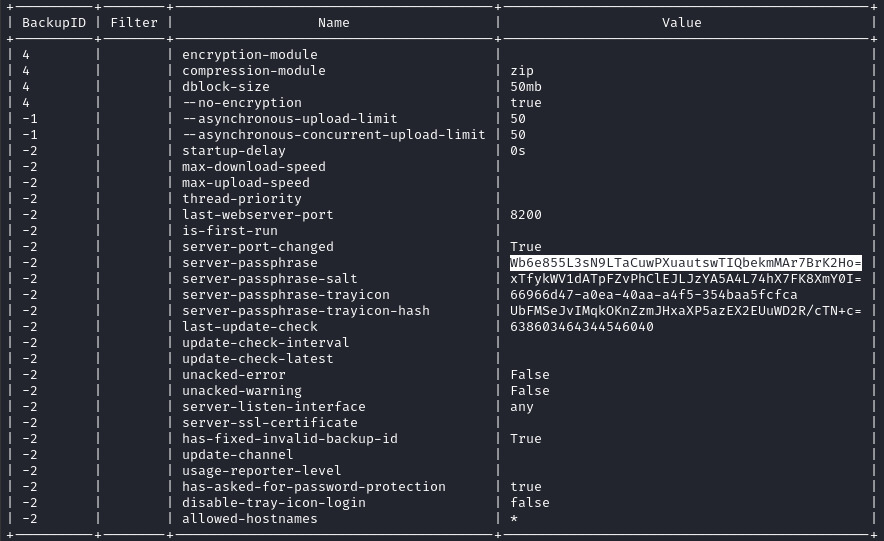 BackupID | Filter | Name | Value
4 | | encryption-module |
4 | | compression-module | zip
4 | | dblock-size | 50mb
4 | | --no-encryption | true
-1 | | --asynchronous-upload-limit | 50
-1 | | --asynchronous-concurrent-upload-limit | 50
-2 | | startup-delay | 0s
-2 | | max-download-speed |
-2 | | max-upload-speed |
-2 | | thread-priority |
-2 | | last-webserver-port | 8200
-2 | | is-first-run |
-2 | | server-port-changed | True
-2 | | server-passphrase | Wb6e855L3sN9LTaCuwPXuautswTIQbekmMAr7BrK2Ho=
-2 | | server-passphrase-salt | xTfykWV1dATpFZvPhClEJLJzYA5A4L74hX7FK8XmY0I=
-2 | | server-passphrase-trayicon | 66966d47-a0ea-40aa-a4f5-354baa5fcfca
-2 | | server-passphrase-trayicon-hash | UbFMSeJvIMqkOKnZzmJHxaXP5azEX2EUuWD2R/cTN+c=
-2 | | last-update-check | 638603464344546040
-2 | | update-check-interval |
-2 | | update-check-latest |
-2 | | unacked-error | False
-2 | | unacked-warning | False
-2 | | server-listen-interface | any
-2 | | server-ssl-certificate |
-2 | | has-fixed-invalid-backup-id | True
-2 | | update-channel |
-2 | | usage-reporter-level |
-2 | | has-asked-for-password-protection | true
-2 | | disable-tray-icon-login | false
-2 | | allowed-hostnames | *